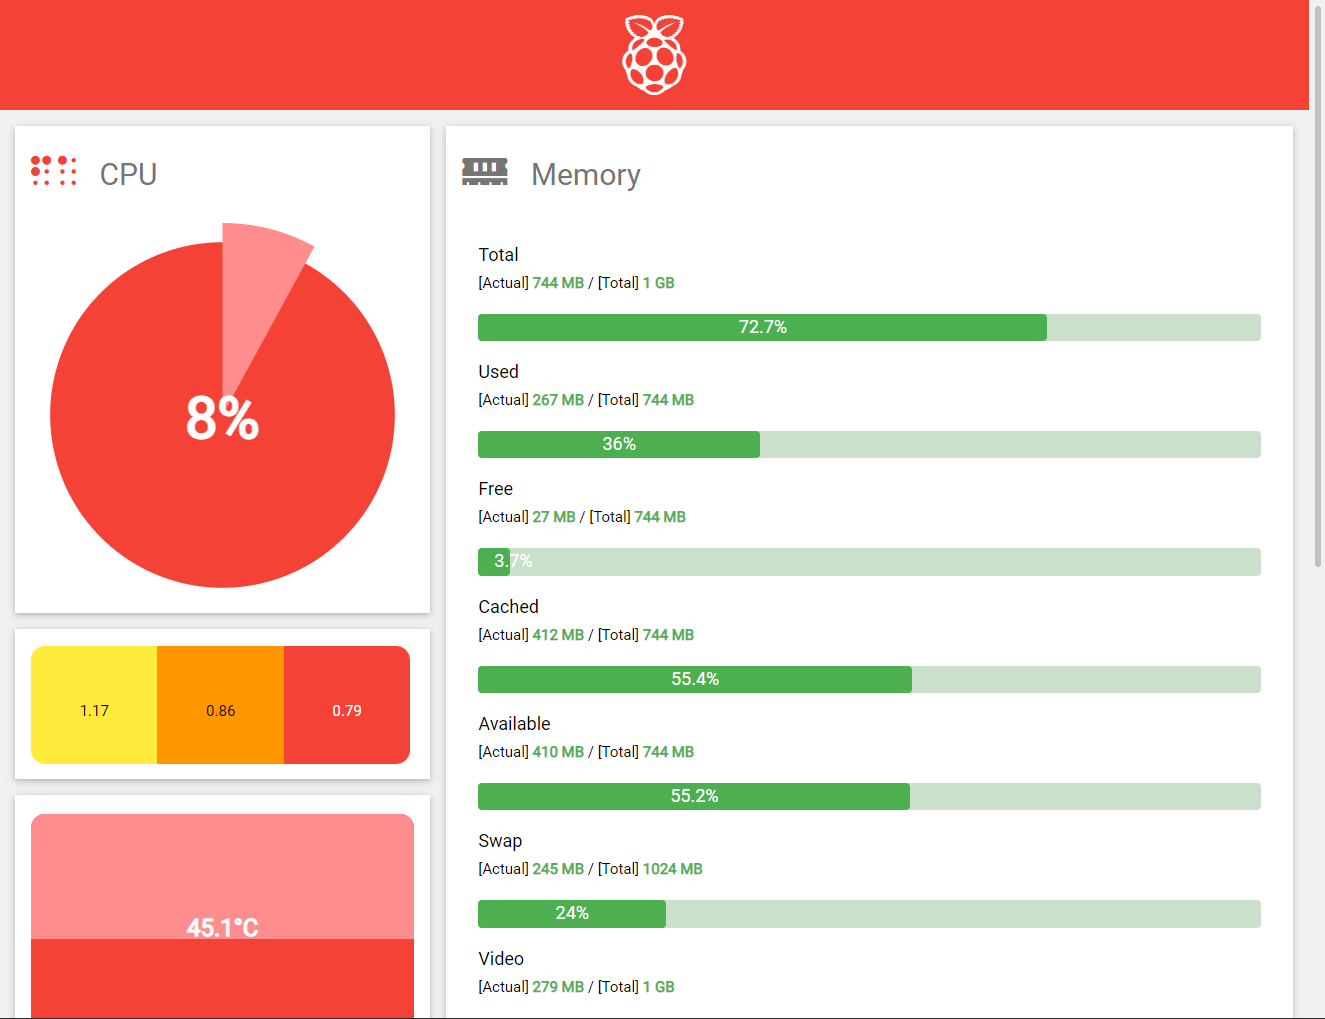 CPU
8%
1.17
0.86
0.79
45.1°C
Memory
Total
[Actual] 744 MB / [Total] 1 GB
72.7%
Used
[Actual] 267 MB / [Total] 744 MB
36%
Free
[Actual] 27 MB / [Total] 744 MB
3.7%
Cached
[Actual] 412 MB / [Total] 744 MB
55.4%
Available
[Actual] 410 MB / [Total] 744 MB
55.2%
Swap
[Actual] 245 MB / [Total] 1024 MB
24%
Video
[Actual] 279 MB / [Total] 1 GB